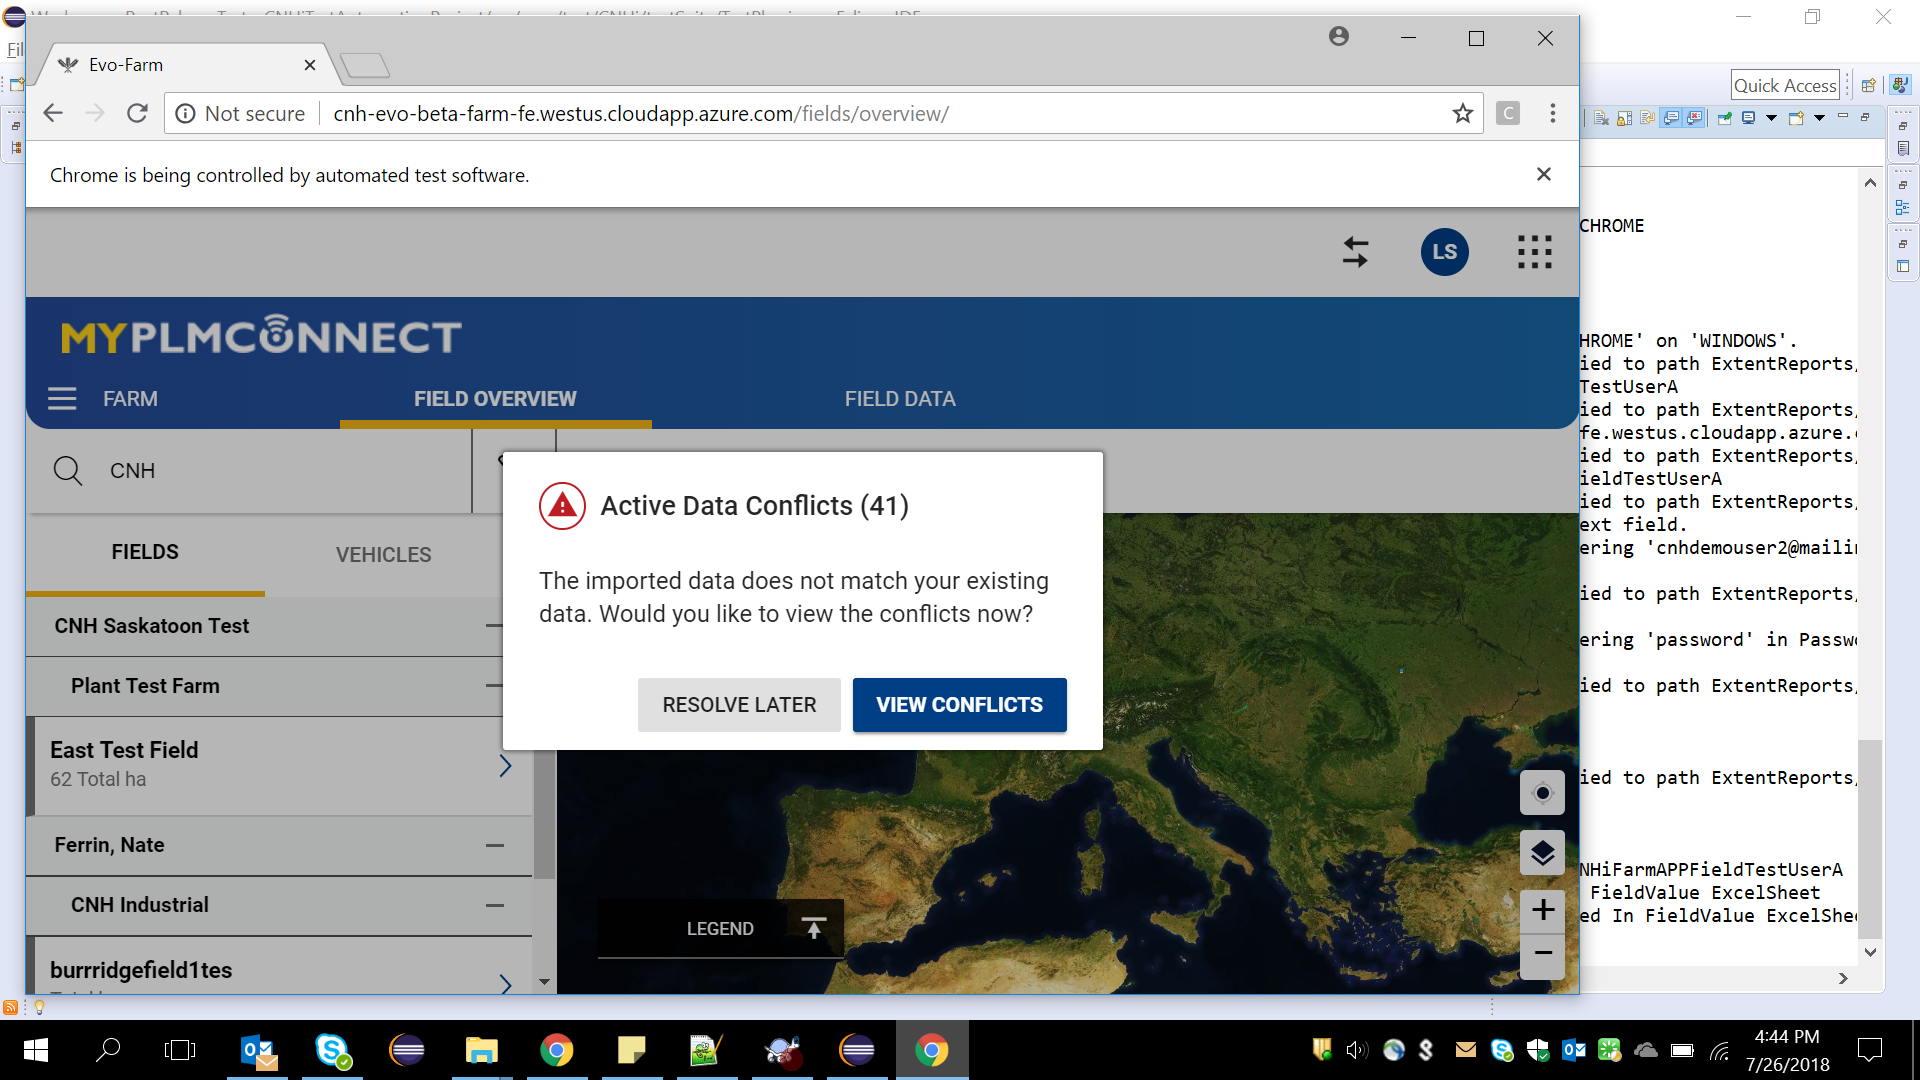 Evo-Farm
Not secure
cnh-evo-beta-farm-fe.westus.cloudapp.azure.com/fields/overview/
C
Chrome is being controlled by automated test software.
LS
MYPLMCONNECT
FARM
FIELD OVERVIEW
FIELD DATA
CNH
FIELDS
VEHICLES
CNH Saskatoon Test
Plant Test Farm
East Test Field
62 Total ha
Ferrin, Nate
CNH Industrial
burrridgefield1tes
Active Data Conflicts (41)
The imported data does not match your existing
data. Would you like to view the conflicts now?
RESOLVE LATER
VIEW CONFLICTS
LEGEND
Quick Access
CHROME
HROME' on 'WINDOWS'.
ied to path ExtentReports/
TestUserA
ied to path ExtentReports/
fe.westus.cloudapp.azure.
ied to path ExtentReports/
ieldTestUserA
ied to path ExtentReports/
ext field.
ering 'cnhdemouser2@mailin
ied to path ExtentReports/
ering 'password' in Passwo
ied to path ExtentReports/
ied to path ExtentReports/
NHiFarmAPPFieldTestUserA
FieldValue ExcelSheet
ed In FieldValue ExcelShee
4:44 PM
7/26/2018